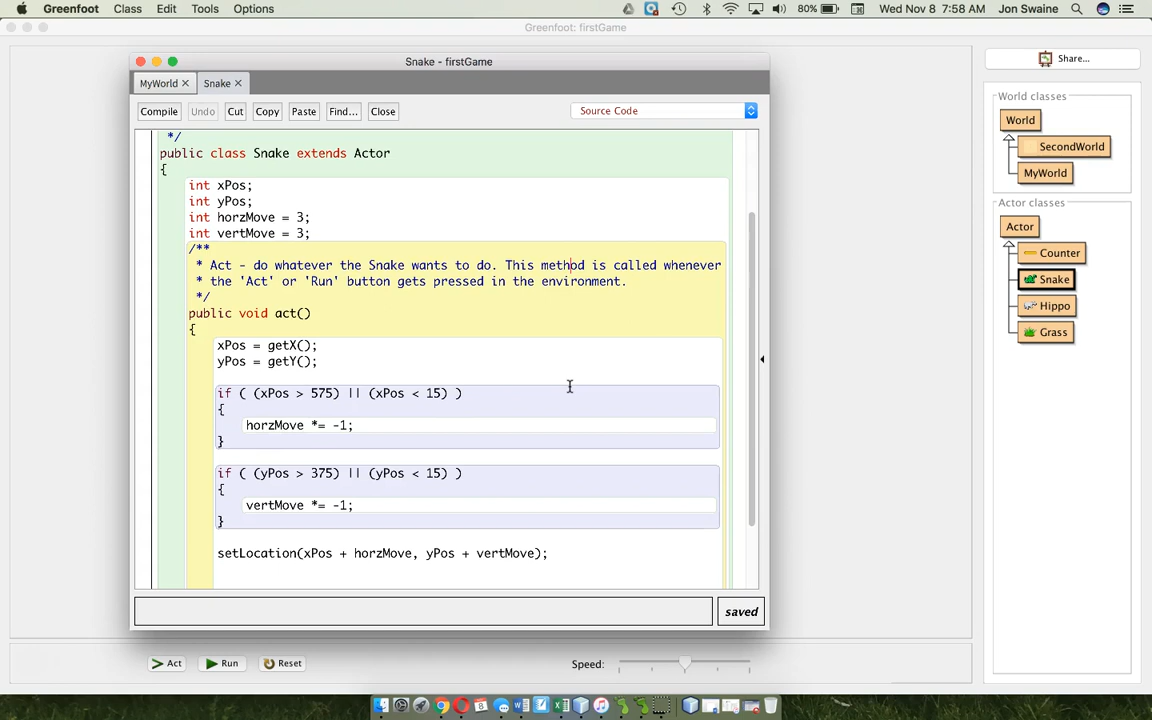 Greenfoot Class Edit Tools Options 80% Wed Nov 8 7:58 AM Jon Swaine
Greenfoot: firstGame
Snake - firstGame
MyWorld Snake
Compile Undo Cut Copy Paste Find... Close Source Code
*/
public class Snake extends Actor
{
int xPos;
int yPos;
int horzMove = 3;
int vertMove = 3;
/**
* Act - do whatever the Snake wants to do. This method is called whenever
* the 'Act' or 'Run' button gets pressed in the environment.
*/
public void act()
{
xPos = getX();
yPos = getY();
if ( (xPos > 575) || (xPos < 15) )
{
horzMove *= -1;
}
if ( (yPos > 375) || (yPos < 15) )
{
vertMove *= -1;
}
setLocation(xPos + horzMove, yPos + vertMove);
saved
Share...
World classes
World
SecondWorld
MyWorld
Actor classes
Actor
Counter
Snake
Hippo
Grass
Act Run Reset Speed: